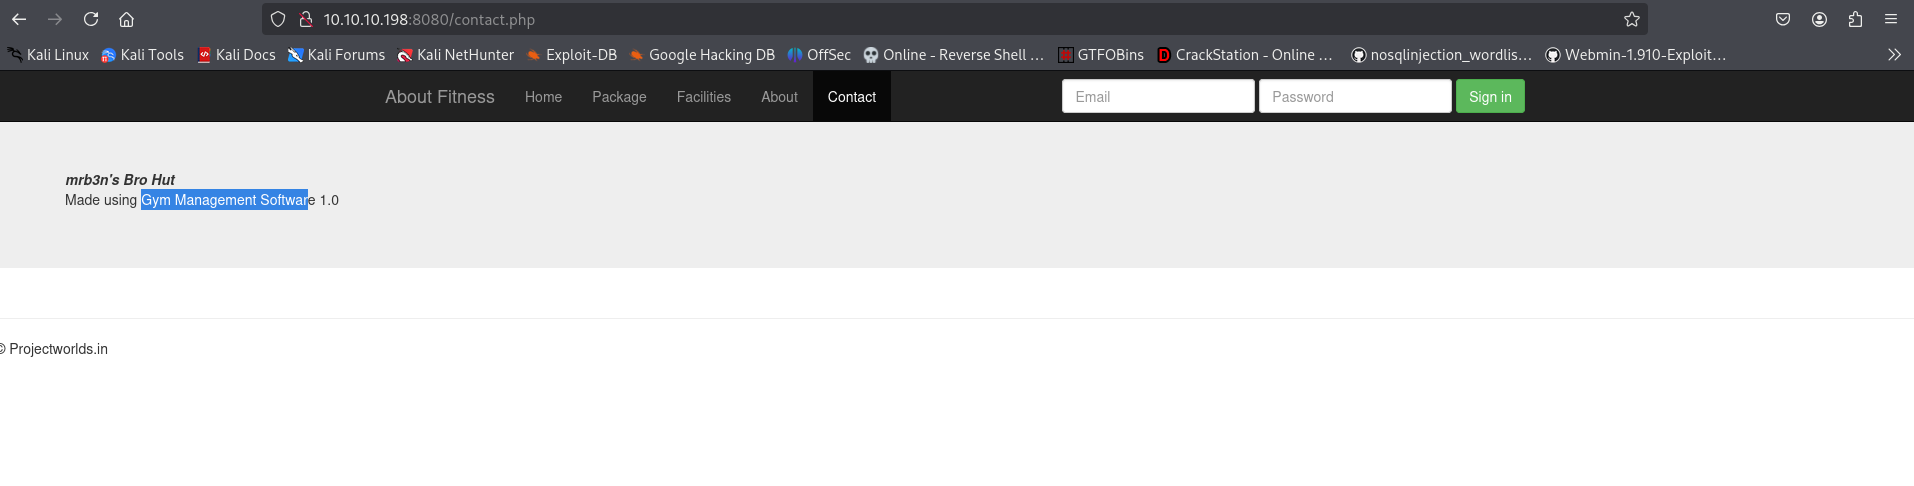 10.10.10.198:8080/contact.php
Kali Linux Kali Tools Kali Docs Kali Forums Kali NetHunter Exploit-DB Google Hacking DB OffSec Online - Reverse Shell ... GTFOBins CrackStation - Online ... nosqlinjection_wordlis... Webmin-1.910-Exploit...
About Fitness Home Package Facilities About Contact Email Password Sign in
mrb3n's Bro Hut
Made using Gym Management Software 1.0
© Projectworlds.in